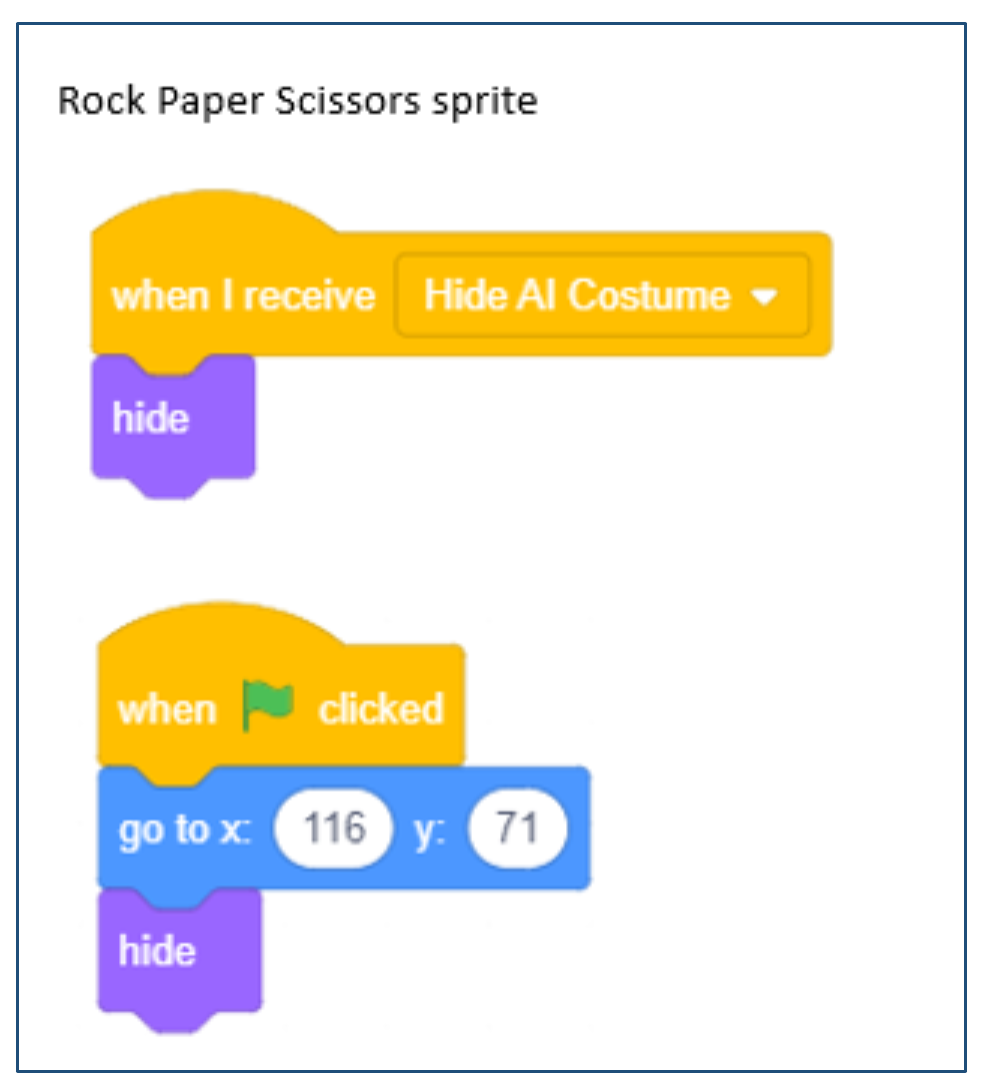 Rock Paper Scissors sprite
when I receive Hide AI Costume
hide
when clicked
go to x: 116 y: 71
hide